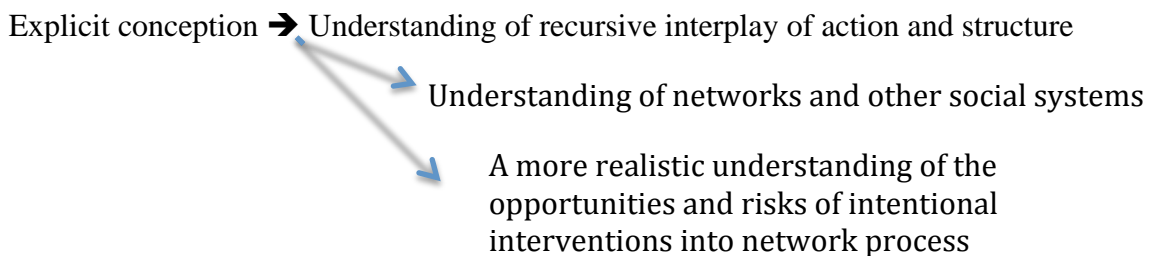 Explicit conception ➔ Understanding of recursive interplay of action and structure
Understanding of networks and other social systems
A more realistic understanding of the
opportunities and risks of intentional
interventions into network process